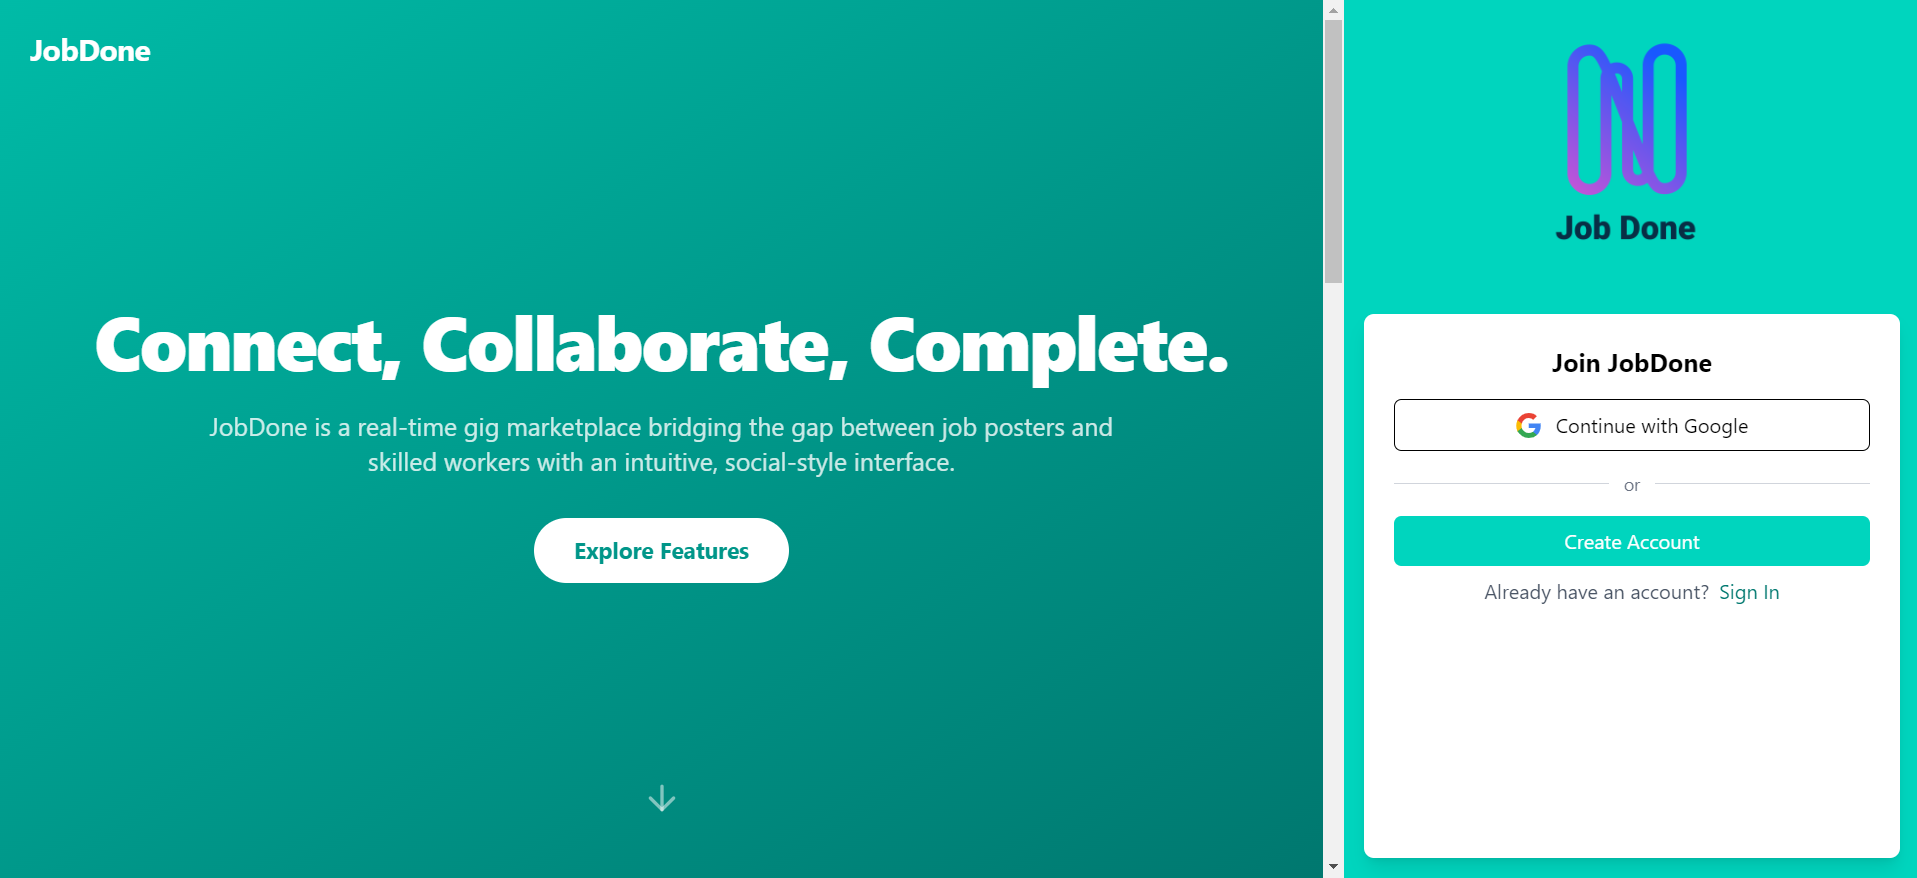 JobDone
Connect, Collaborate, Complete.
JobDone is a real-time gig marketplace bridging the gap between job posters and
skilled workers with an intuitive, social-style interface.
Explore Features
Job Done
Join JobDone
Continue with Google
or
Create Account
Already have an account? Sign In